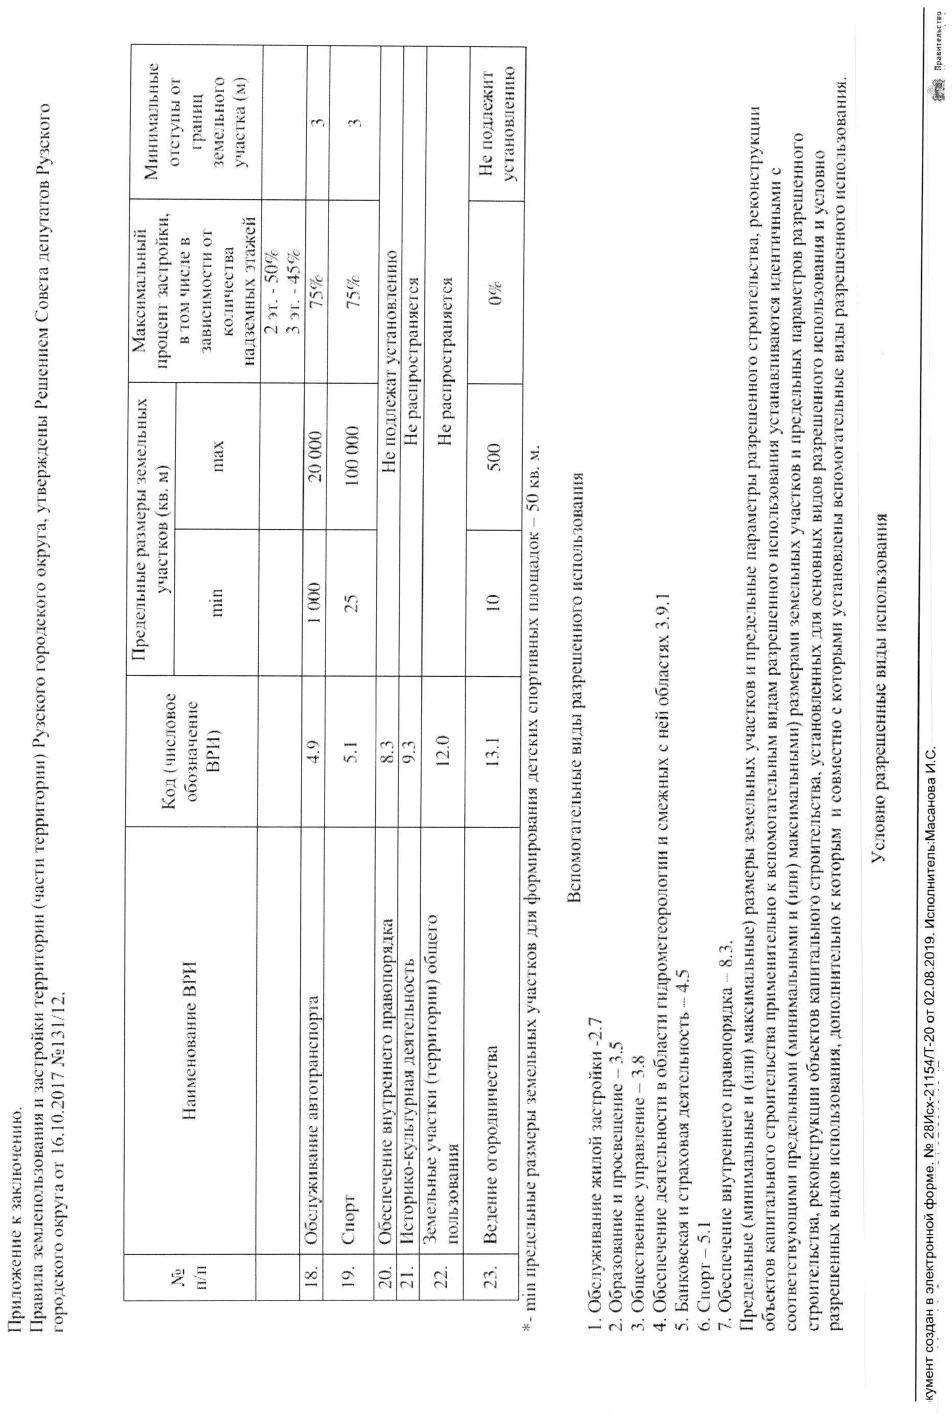 Приложение к заключению.
Правила землепользования и застройки территории (части территории) Рузского городского округа, утверждены Решением Совета депутатов Рузского
городского округа от 16.10.2017 №131/12.
№ п/п | Наименование ВРИ | Код (числовое обозначение ВРИ) | Предельные размеры земельных участков (кв. м) | Максимальный процент застройки, в том числе в зависимости от количества надземных этажей | Минимальные отступы от границ земельного участка (м)
min | max
2 эт. - 50%
3 эт. - 45%
18. | Обслуживание автотранспорта | 4.9 | 1 000 | 20 000 | 75% | 3
19. | Спорт | 5.1 | 25 | 100 000 | 75% | 3
20. | Обеспечение внутреннего правопорядка | 8.3 | Не подлежат установлению
21. | Историко-культурная деятельность | 9.3 | Не распространяется
22. | Земельные участки (территории) общего пользования | 12.0 | Не распространяется
23. | Ведение огородничества | 13.1 | 10 | 500 | 0% | Не подлежит установлению
*- min предельные размеры земельных участков для формирования детских спортивных площадок – 50 кв. м.
Вспомогательные виды разрешенного использования
1. Обслуживание жилой застройки -2.7
2. Образование и просвещение – 3.5
3. Общественное управление – 3.8
4. Обеспечение деятельности в области гидрометеорологии и смежных с ней областях 3.9.1
5. Банковская и страховая деятельность – 4.5
6. Спорт – 5.1
7. Обеспечение внутреннего правопорядка – 8.3.
Предельные (минимальные и (или) максимальные) размеры земельных участков и предельные параметры разрешенного строительства, реконструкции
объектов капитального строительства применительно к вспомогательным видам разрешенного использования устанавливаются идентичными с
соответствующими предельными (минимальными и (или) максимальными) размерами земельных участков и предельных параметров разрешенного
строительства, реконструкции объектов капитального строительства, установленных для основных видов разрешенного использования и условно
разрешенных видов использования, дополнительно к которым и совместно с которыми установлены вспомогательные виды разрешенного использования.
Условно разрешенные виды использования
кумент создан в электронной форме. № 28Исх-21154/Т-20 от 02.08.2019. Исполнитель:Масанова И.С.
Правительство